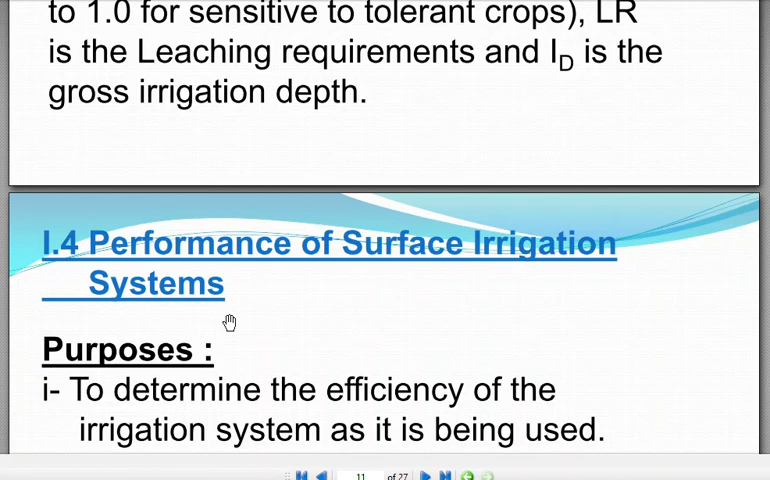 to 1.0 for sensitive to tolerant crops), LR
is the Leaching requirements and ID is the
gross irrigation depth.
I.4 Performance of Surface Irrigation
Systems
Purposes :
i- To determine the efficiency of the
irrigation system as it is being used.
11 of 27